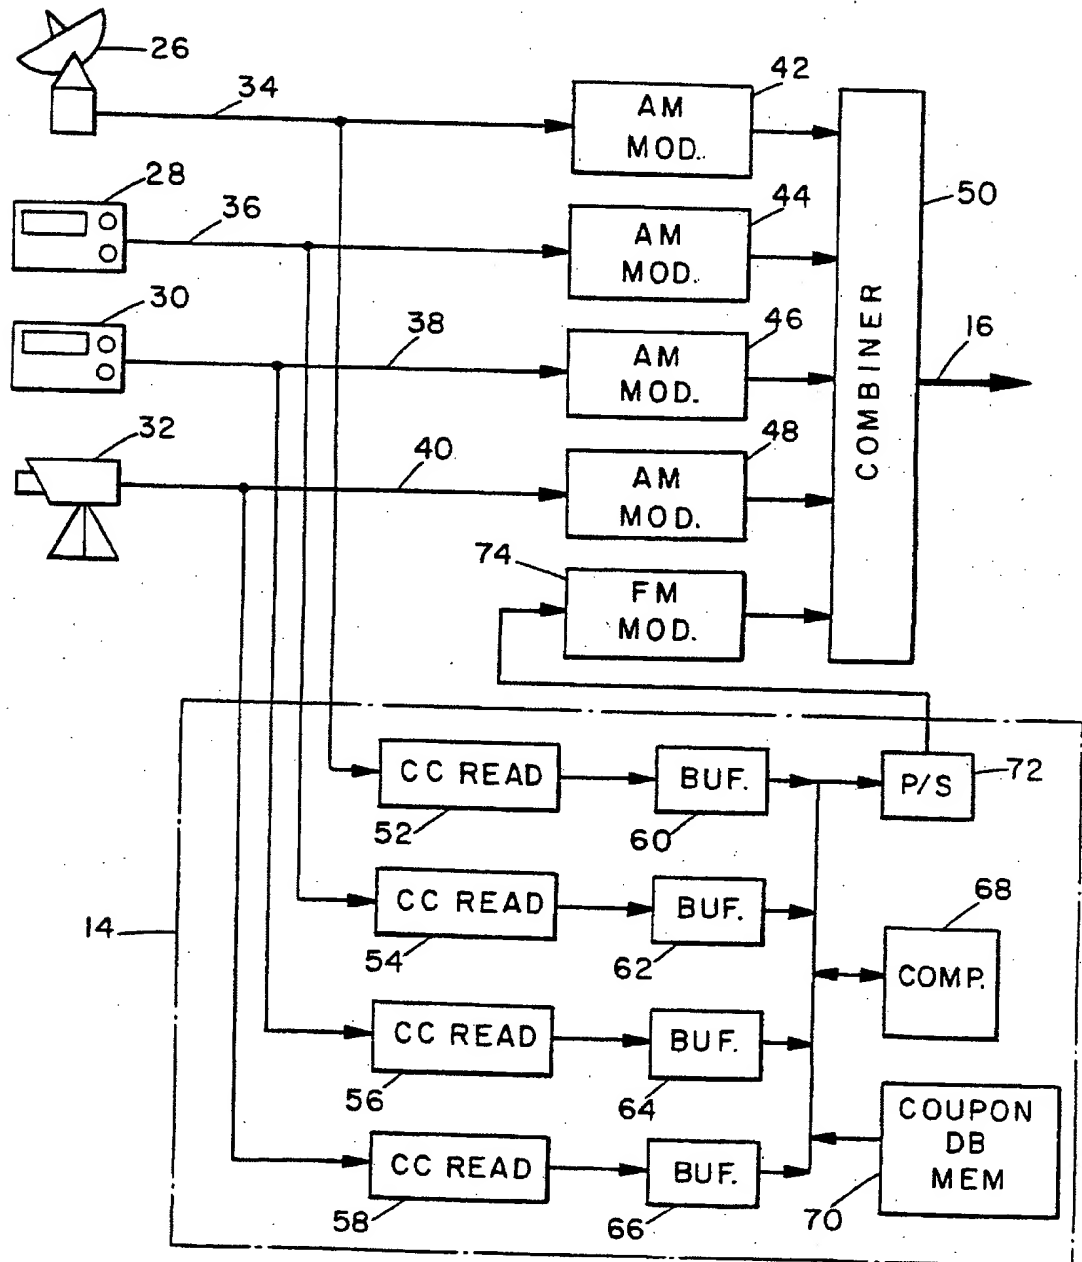 26
34
AM
MOD.
42
28
36
AM
MOD.
44
50
30
38
AM
MOD.
46
COMBINER
16
32
40
AM
MOD.
48
74
FM
MOD.
CC READ
52
BUF.
60
P/S
72
14
CC READ
54
BUF.
62
68
COMP.
CC READ
56
BUF.
64
COUPON
DB
MEM
70
CC READ
58
BUF.
66